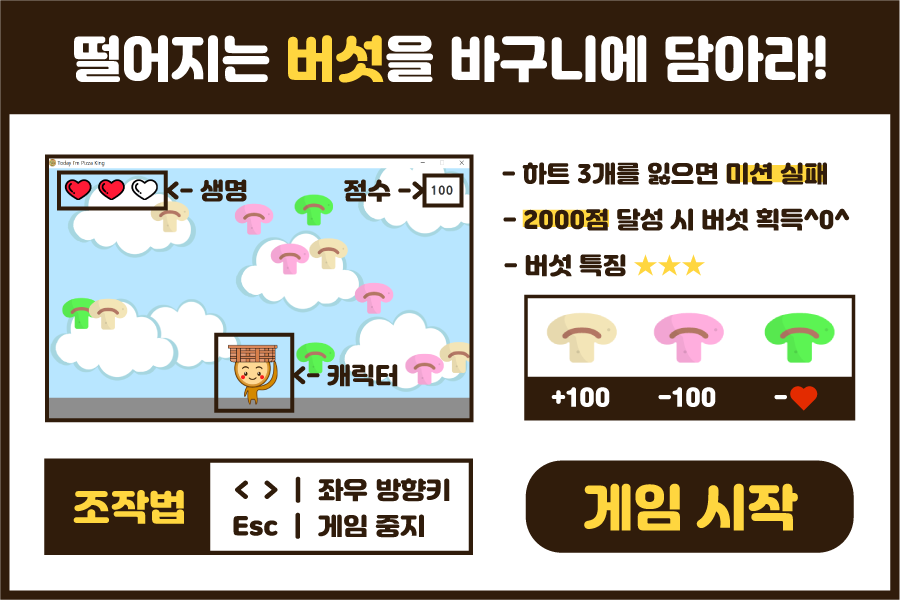 떨어지는 버섯을 바구니에 담아라!
Today I'm Pizza King
<- 생명
점수 ->
100
<- 캐릭터
- 하트 3개를 잃으면 미션 실패
- 2000점 달성 시 버섯 획득^0^
- 버섯 특징 ★★★
+100
-100
-♥
조작법
< > | 좌우 방향키
Esc | 게임 중지
게임 시작